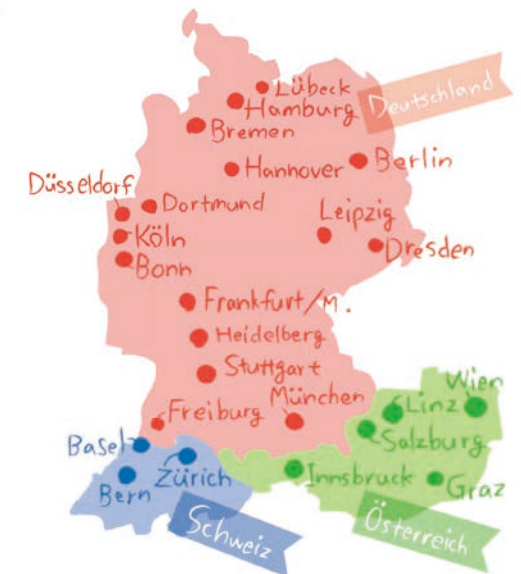 Lübeck
Hamburg
Deutschland
Bremen
Hannover
Berlin
Düsseldorf
Dortmund
Leipzig
Köln
Dresden
Bonn
Frankfurt/M.
Heidelberg
Stuttgart
Wien
München
Linz
Freiburg
Salzburg
Basel
Zürich
Innsbruck
Bern
Graz
Schweiz
Österreich